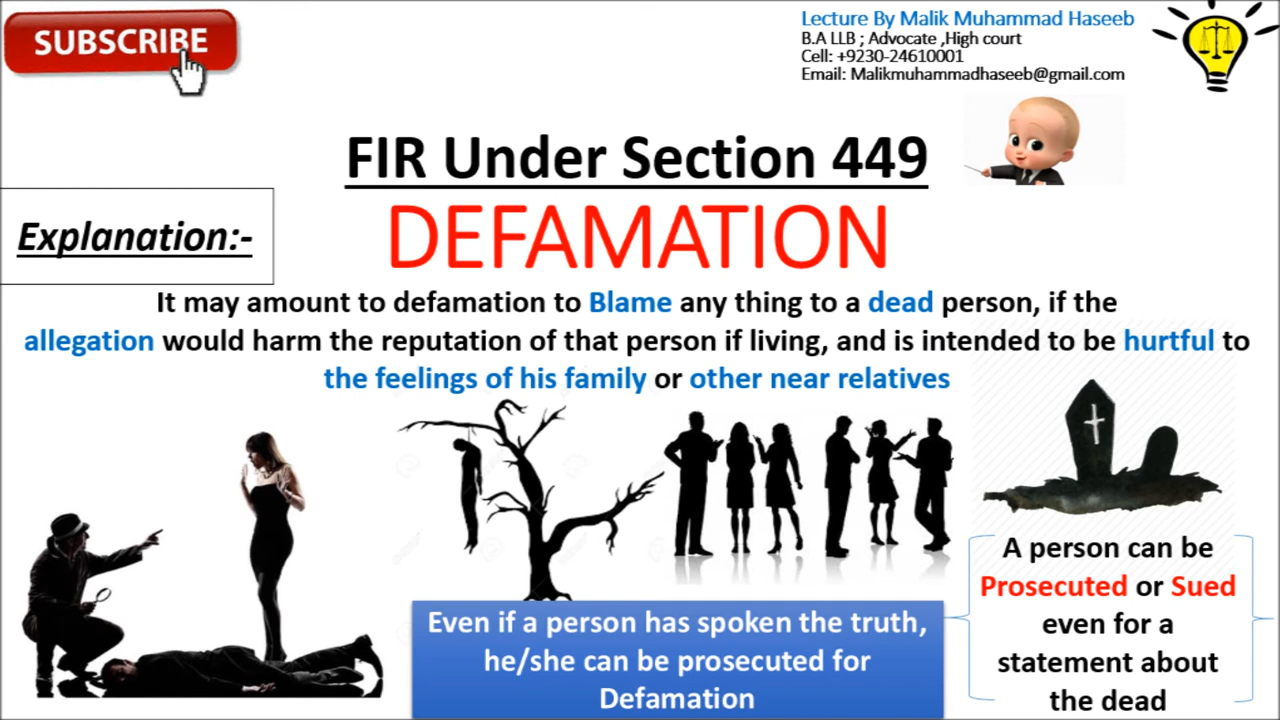 SUBSCRIBE
Lecture By Malik Muhammad Haseeb
B.A LLB ; Advocate ,High court
Cell: +9230-24610001
Email: Malikmuhammadhaseeb@gmail.com
FIR Under Section 449
Explanation:-
DEFAMATION
It may amount to defamation to Blame any thing to a dead person, if the
allegation would harm the reputation of that person if living, and is intended to be hurtful to
the feelings of his family or other near relatives
Even if a person has spoken the truth,
he/she can be prosecuted for
Defamation
A person can be
Prosecuted or Sued
even for a
statement about
the dead